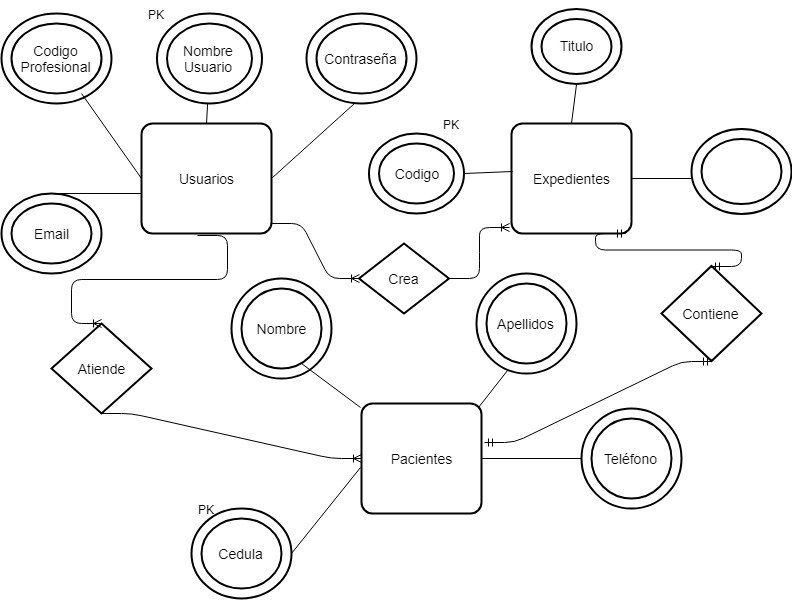 PK
Codigo
Profesional
Nombre
Usuario
Contraseña
Titulo
PK
Codigo
Usuarios
Expedientes
Email
Crea
Nombre
Apellidos
Contiene
Atiende
Pacientes
Teléfono
PK
Cedula